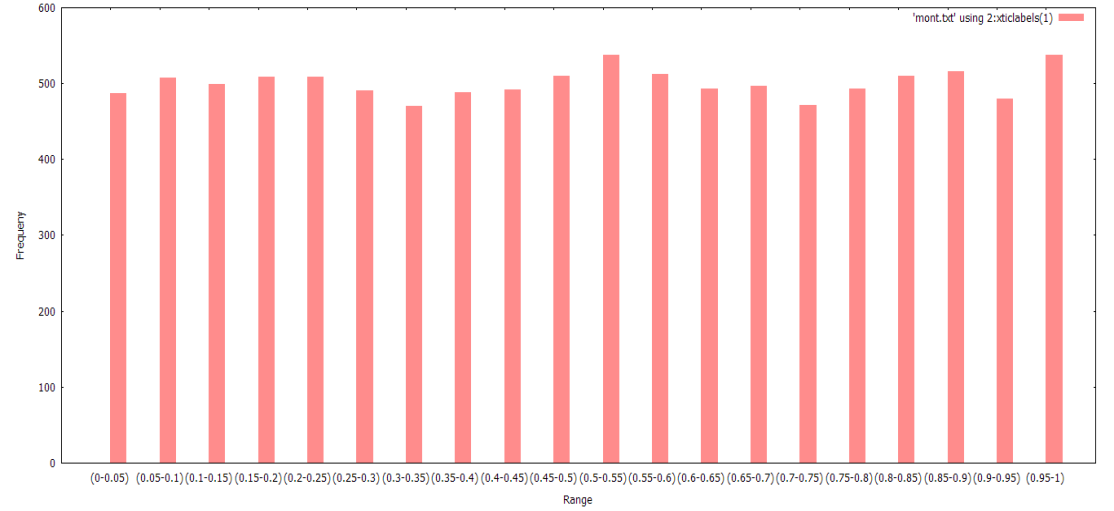 600
'mont.txt' using 2:xticlabels(1)
500
400
300
200
100
0
Frequeny
(0-0.05) (0.05-0.1) (0.1-0.15) (0.15-0.2) (0.2-0.25) (0.25-0.3) (0.3-0.35) (0.35-0.4) (0.4-0.45) (0.45-0.5) (0.5-0.55) (0.55-0.6) (0.6-0.65) (0.65-0.7) (0.7-0.75) (0.75-0.8) (0.8-0.85) (0.85-0.9) (0.9-0.95) (0.95-1)
Range